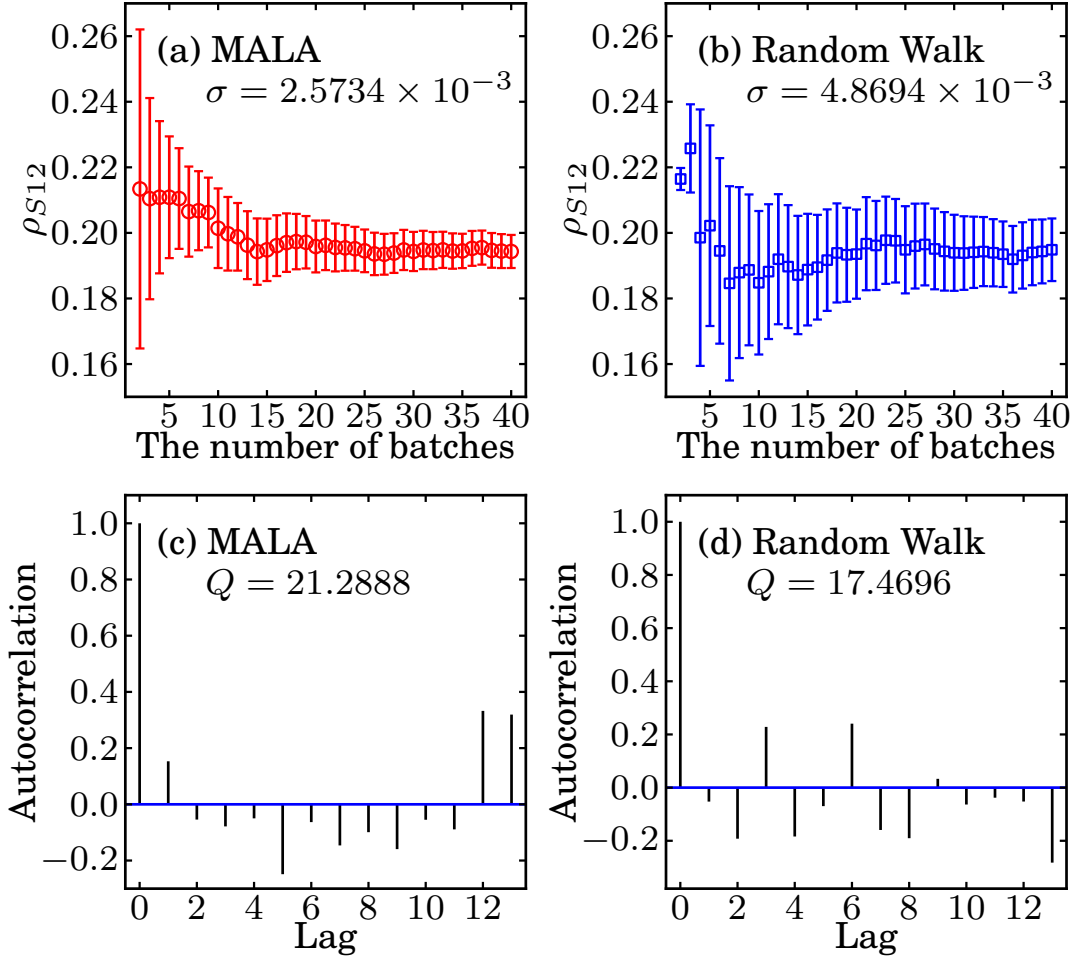 (a) MALA
σ = 2.5734 × 10⁻³
0.26
0.24
0.22
0.20
0.18
0.16
ρS12
5 10 15 20 25 30 35 40
The number of batches
(b) Random Walk
σ = 4.8694 × 10⁻³
0.26
0.24
0.22
0.20
0.18
0.16
ρS12
5 10 15 20 25 30 35 40
The number of batches
(c) MALA
Q = 21.2888
1.0
0.8
0.6
0.4
0.2
0.0
−0.2
Autocorrelation
0 2 4 6 8 10 12
Lag
(d) Random Walk
Q = 17.4696
1.0
0.8
0.6
0.4
0.2
0.0
−0.2
Autocorrelation
0 2 4 6 8 10 12
Lag